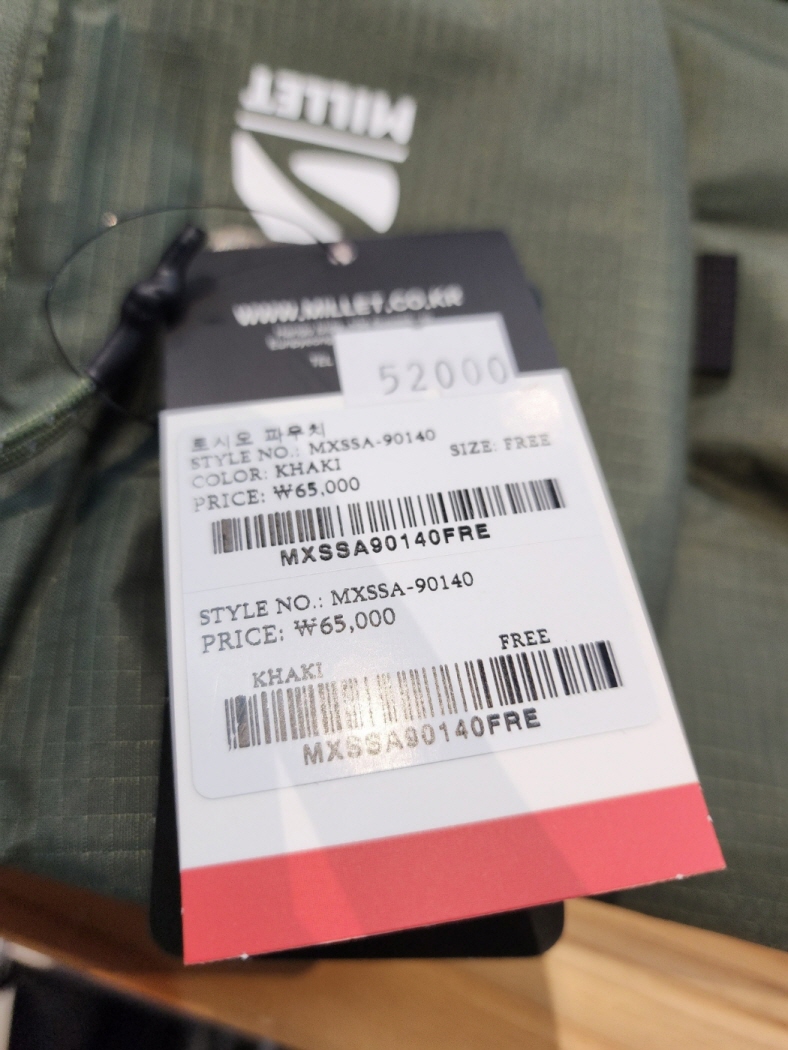 MILLET
WWW.MILLET.CO.KR
TEL
52000
토시오 파우치
STYLE NO.: MXSSA-90140 SIZE: FREE
COLOR: KHAKI
PRICE: ₩65,000
MXSSA90140FRE
STYLE NO.: MXSSA-90140
PRICE: ₩65,000
KHAKI FREE
MXSSA90140FRE